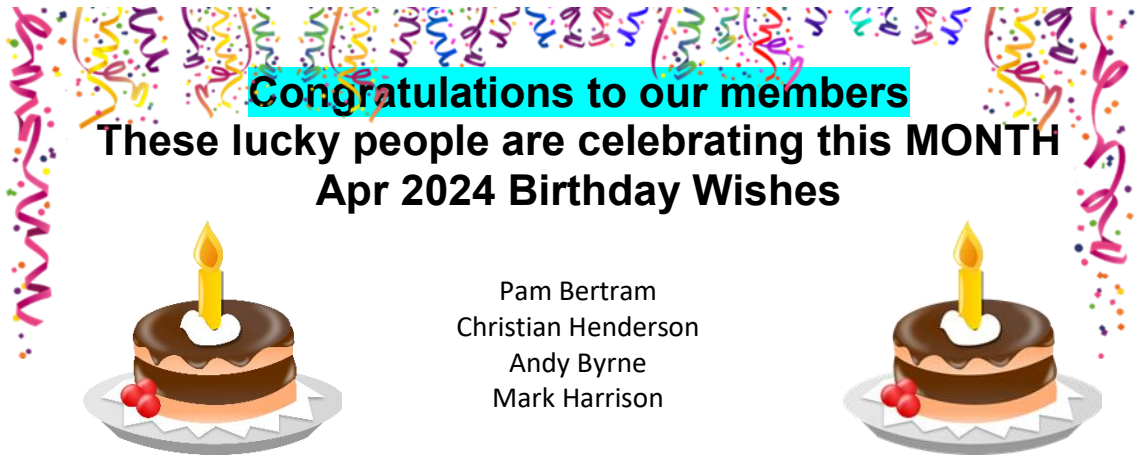 Congratulations to our members
These lucky people are celebrating this MONTH
Apr 2024 Birthday Wishes
Pam Bertram
Christian Henderson
Andy Byrne
Mark Harrison